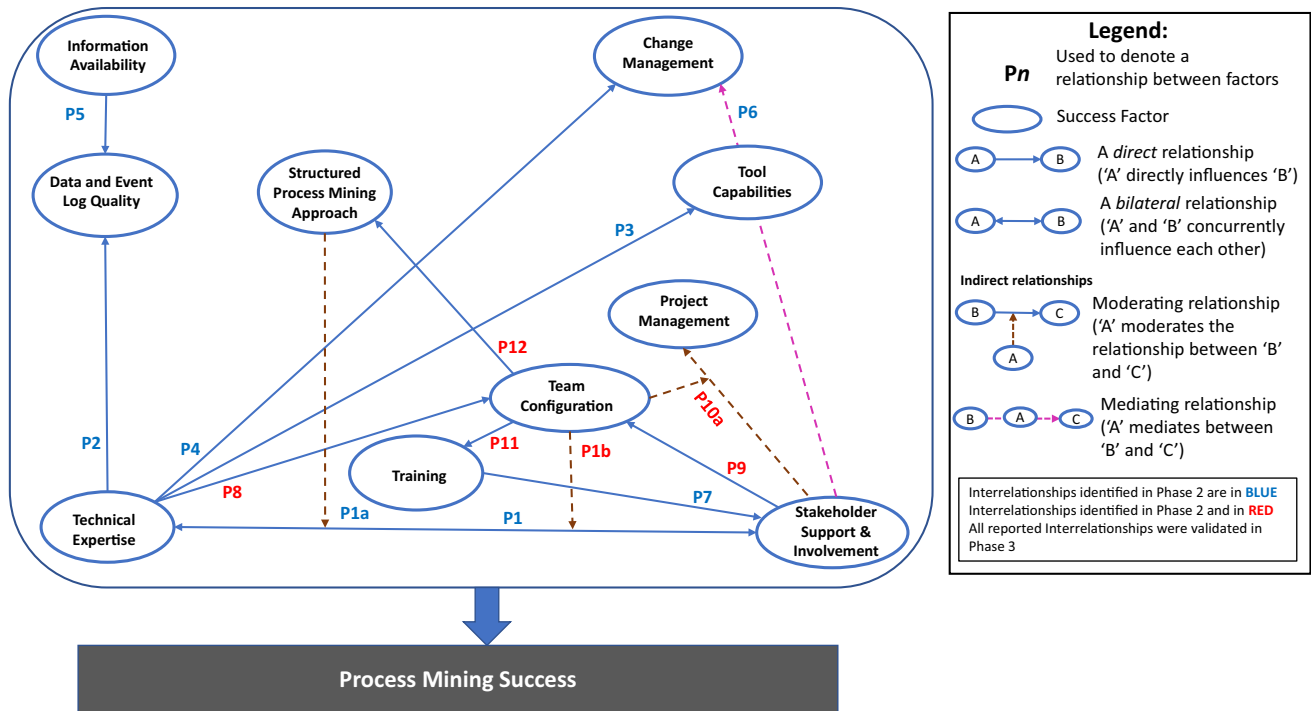 Information
Availability
Change
Management
P5
P6
Data and Event
Log Quality
Structured
Process Mining
Approach
Tool
Capabilities
P3
Project
Management
P12
Team
Configuration
P10a
P2
P4
P11
P1b
P9
P8
Training
P7
Technical
Expertise
P1a
P1
Stakeholder
Support &
Involvement
Process Mining Success
Legend:
Pn
Used to denote a
relationship between factors
Success Factor
A
B
A direct relationship
('A' directly influences 'B')
A
B
A bilateral relationship
('A' and 'B' concurrently
influence each other)
Indirect relationships
B
C
A
Moderating relationship
('A' moderates the
relationship between 'B'
and 'C')
B
A
C
Mediating relationship
('A' mediates between
'B' and 'C')
Interrelationships identified in Phase 2 are in BLUE
Interrelationships identified in Phase 2 and in RED
All reported Interrelationships were validated in
Phase 3